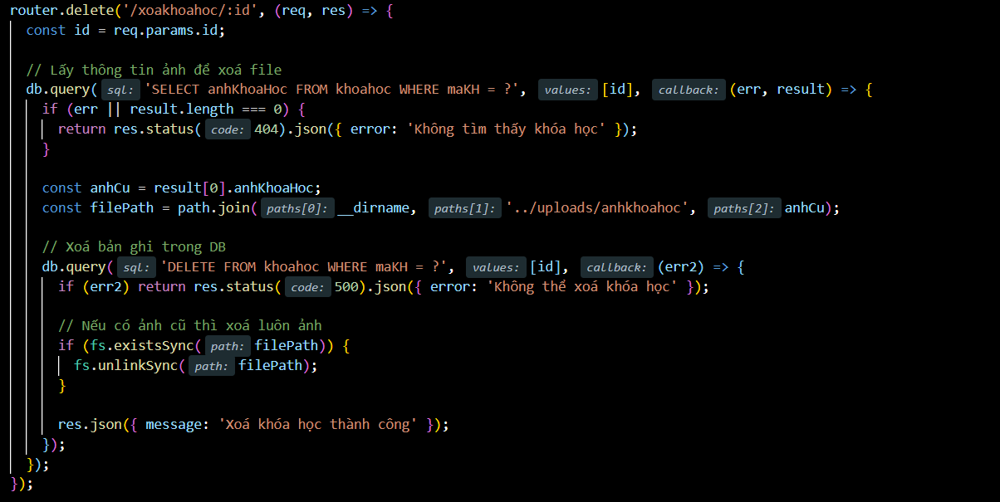 router.delete('/xoakhoahoc/:id', (req, res) => {
const id = req.params.id;
// Lấy thông tin ảnh để xoá file
db.query( sql: 'SELECT anhKhoaHoc FROM khoahoc WHERE maKH = ?', values: [id], callback: (err, result) => {
if (err || result.length === 0) {
return res.status( code: 404).json({ error: 'Không tìm thấy khóa học' });
}
const anhCu = result[0].anhKhoaHoc;
const filePath = path.join( paths[0]: __dirname, paths[1]: '../uploads/anhkhoahoc', paths[2]: anhCu);
// Xoá bản ghi trong DB
db.query( sql: 'DELETE FROM khoahoc WHERE maKH = ?', values: [id], callback: (err2) => {
if (err2) return res.status( code: 500).json({ error: 'Không thể xoá khóa học' });
// Nếu có ảnh cũ thì xoá luôn ảnh
if (fs.existsSync( path: filePath)) {
fs.unlinkSync( path: filePath);
}
res.json({ message: 'Xoá khóa học thành công' });
});
});
});